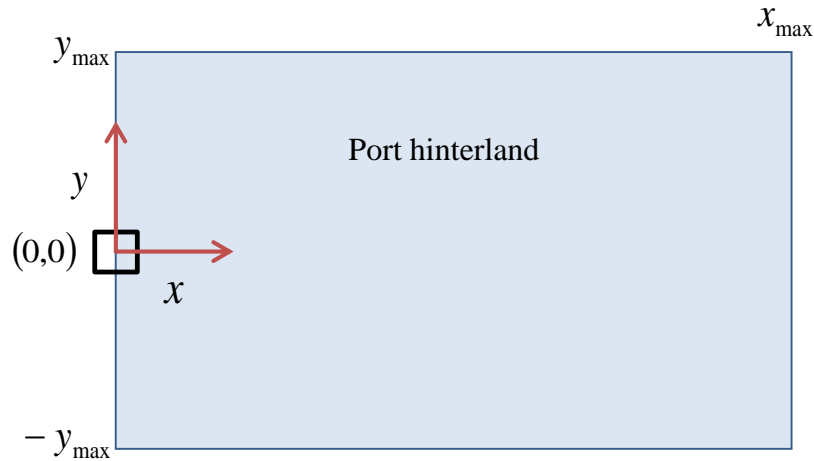 x_max
y_max
Port hinterland
y
(0,0)
x
− y_max